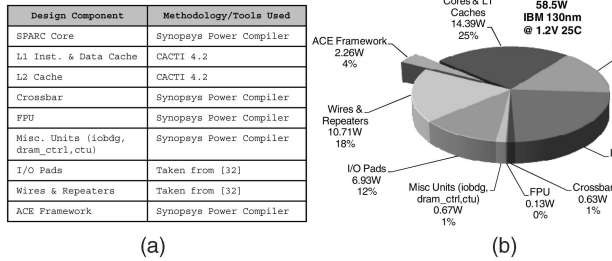 Design Component Methodology/Tools Used
SPARC Core Synopsys Power Compiler
L1 Inst. & Data Cache CACTI 4.2
L2 Cache CACTI 4.2
Crossbar Synopsys Power Compiler
FPU Synopsys Power Compiler
Misc. Units (iobdg, Synopsys Power Compiler
dram_ctrl,ctu)
I/O Pads Taken from [32]
Wires & Repeaters Taken from [32]
ACE Framework Synopsys Power Compiler
(a)
Cores & L1
Caches
14.39W
25%
58.5W
IBM 130nm
@ 1.2V 25C
ACE Framework
2.26W
4%
Wires &
Repeaters
10.71W
18%
I/O Pads
6.93W
12%
Misc Units (iobdg,
dram_ctrl,ctu)
0.67W
1%
FPU
0.13W
0%
Crossbar
0.63W
1%
(b)